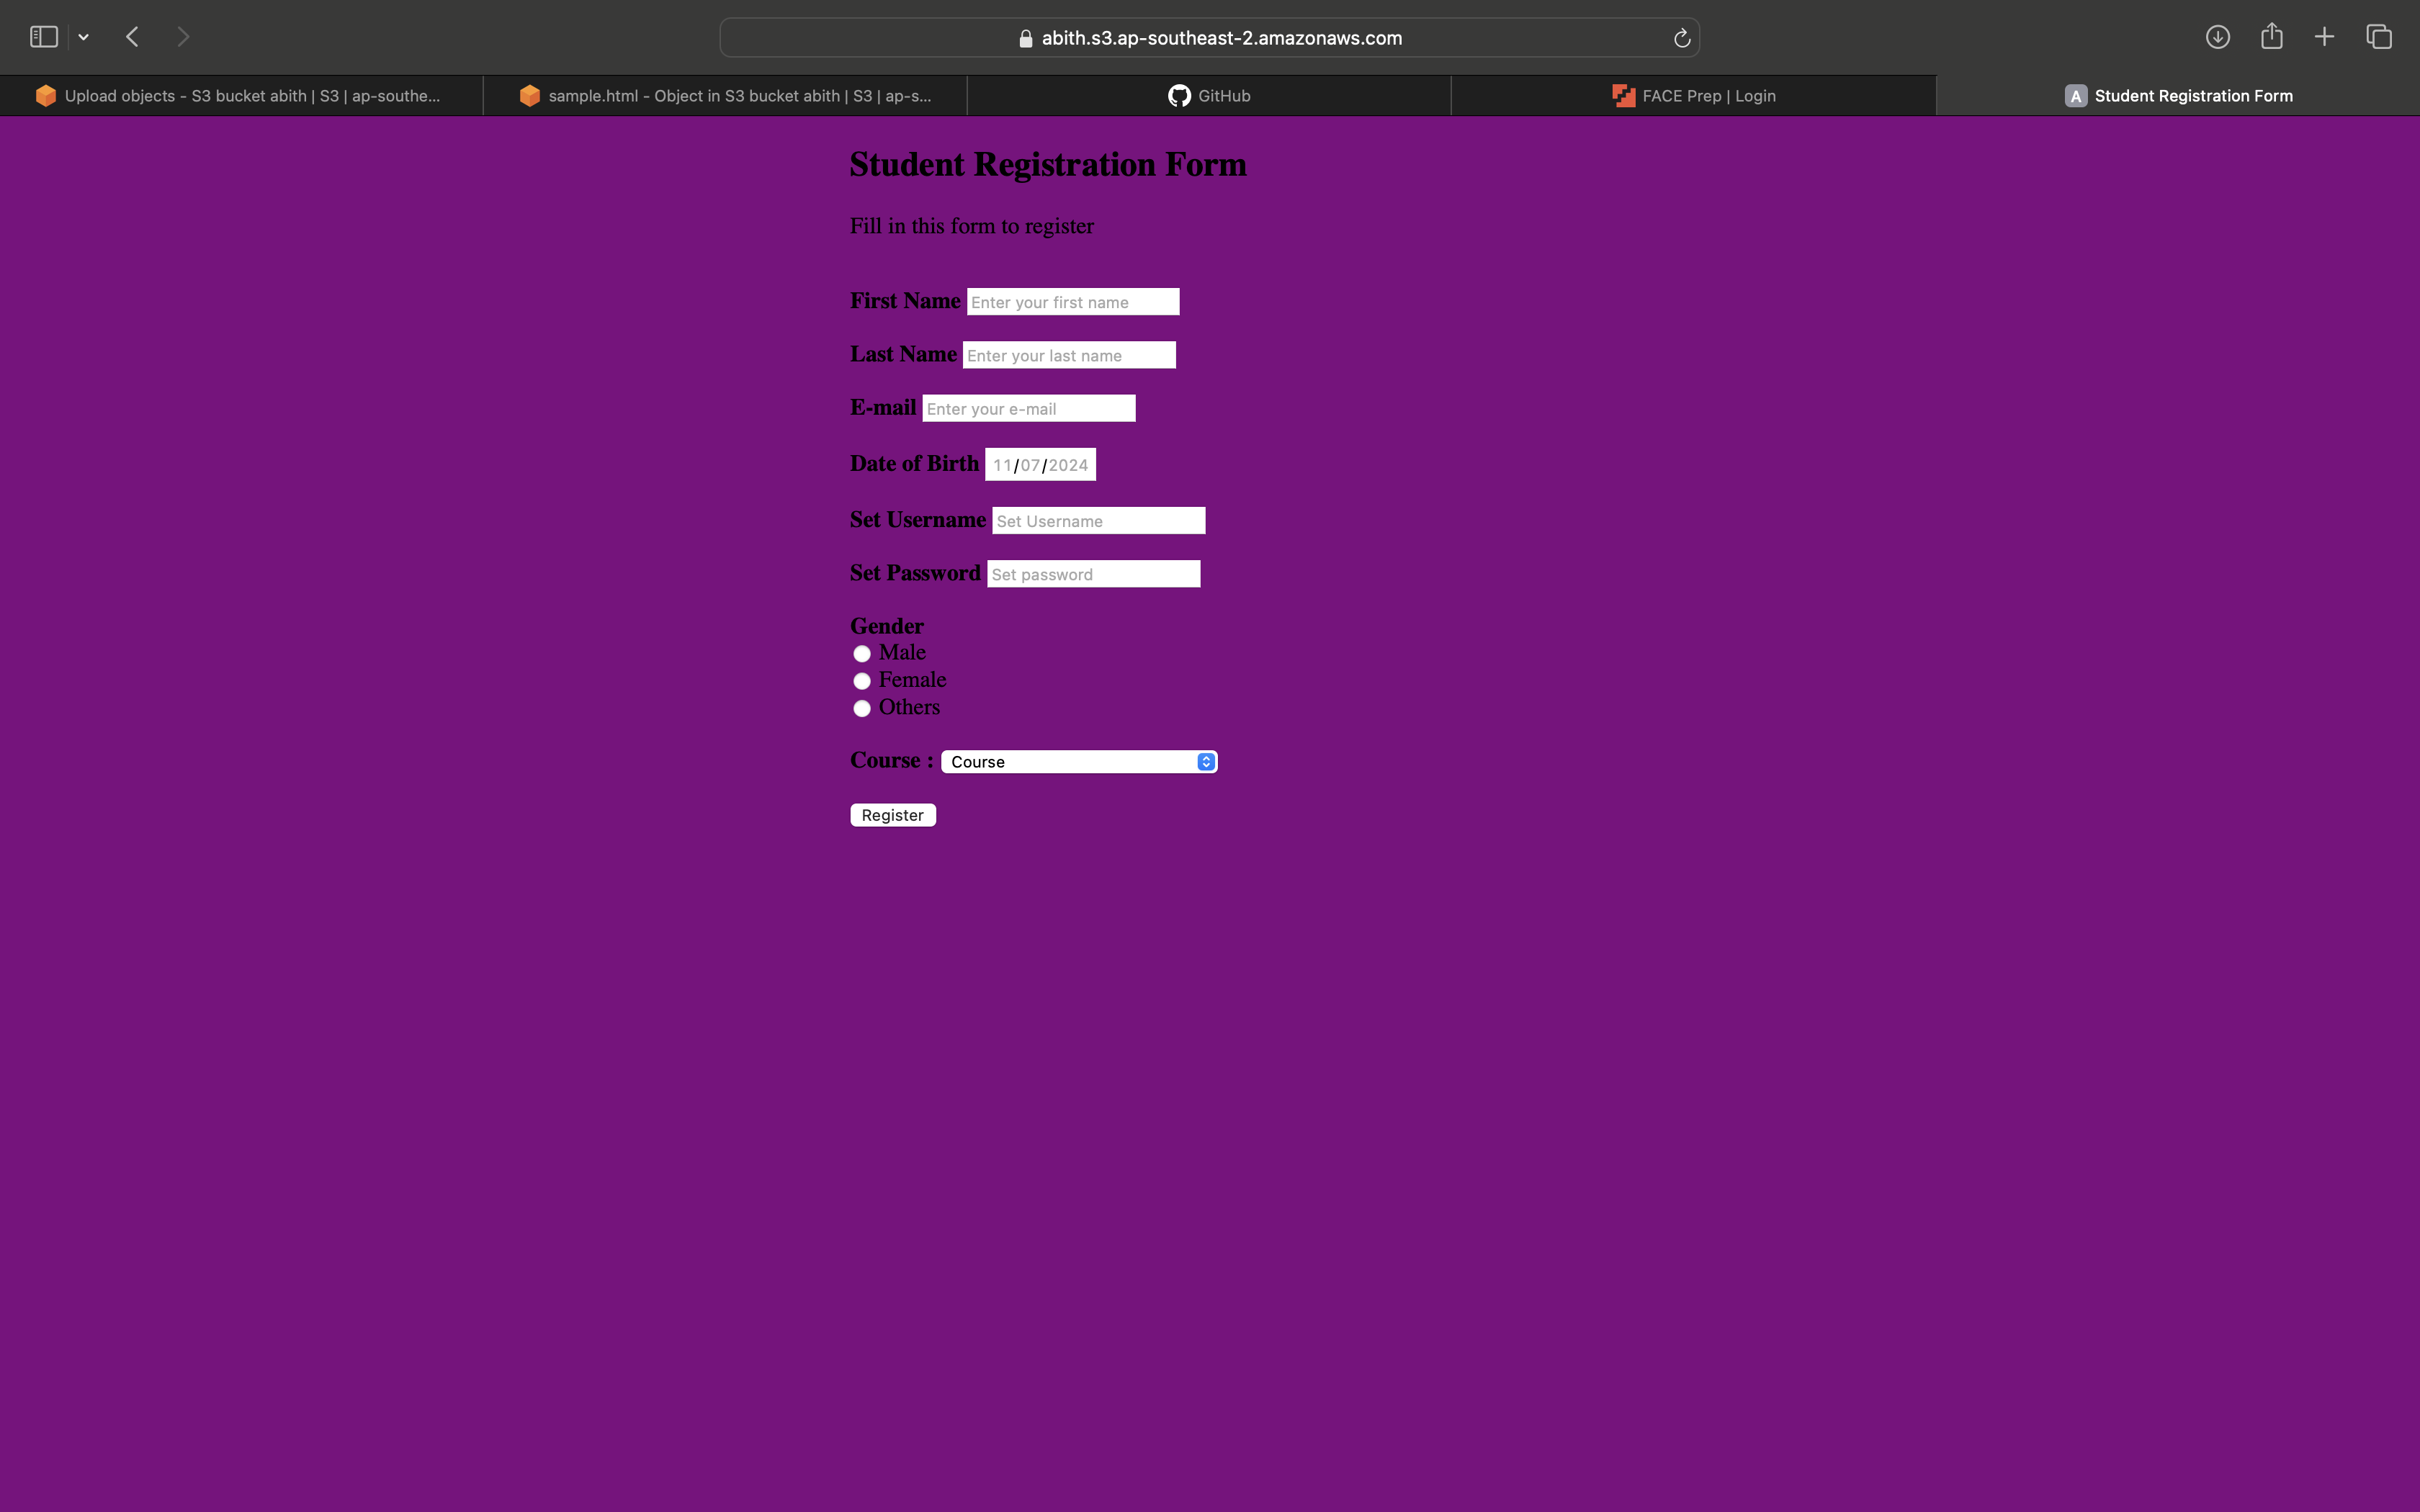 abith.s3.ap-southeast-2.amazonaws.com
Upload objects - S3 bucket abith | S3 | ap-southe...
sample.html - Object in S3 bucket abith | S3 | ap-s...
GitHub
FACE Prep | Login
A Student Registration Form
Student Registration Form
Fill in this form to register
First Name Enter your first name
Last Name Enter your last name
E-mail Enter your e-mail
Date of Birth 11/07/2024
Set Username Set Username
Set Password Set password
Gender
Male
Female
Others
Course : Course
Register